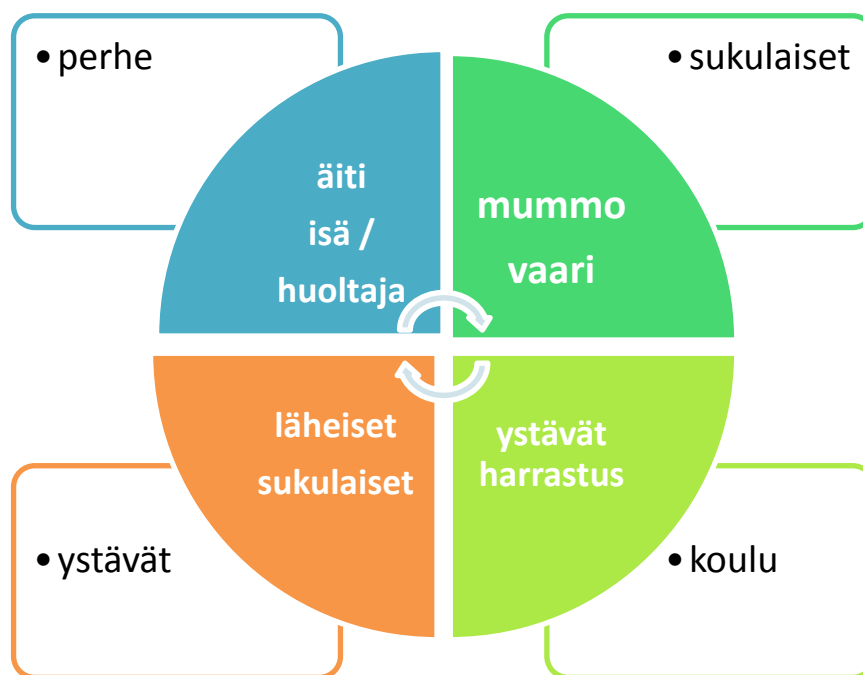 • perhe
• sukulaiset
äiti
isä /
huoltaja
mummo
vaari
läheiset
sukulaiset
ystävät
harrastus
• ystävät
• koulu